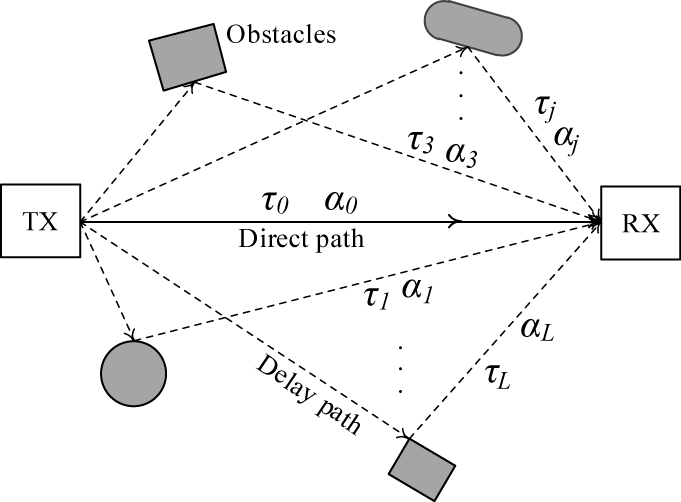 Obstacles
τj
αj
τ3 α3
TX
τ0 α0
RX
Direct path
τ1 α1
αL
Delay path
τL